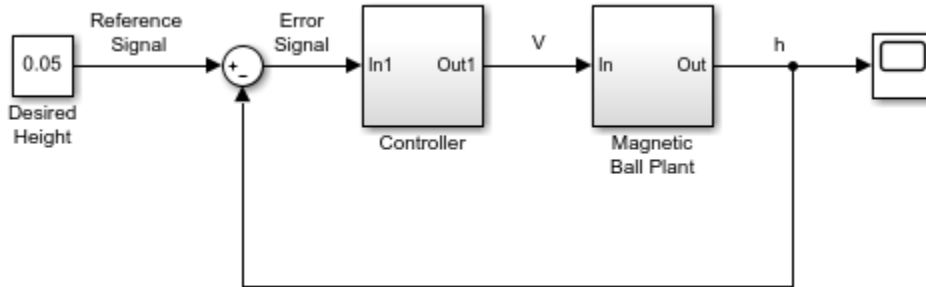 Reference
Signal
Error
Signal
V
h
0.05
+
-
In1
Out1
In
Out
Desired
Height
Controller
Magnetic
Ball Plant